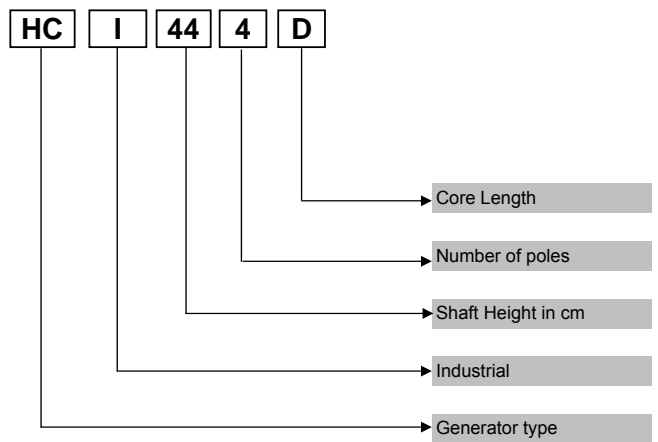 HC I 44 4 D
Core Length
Number of poles
Shaft Height in cm
Industrial
Generator type